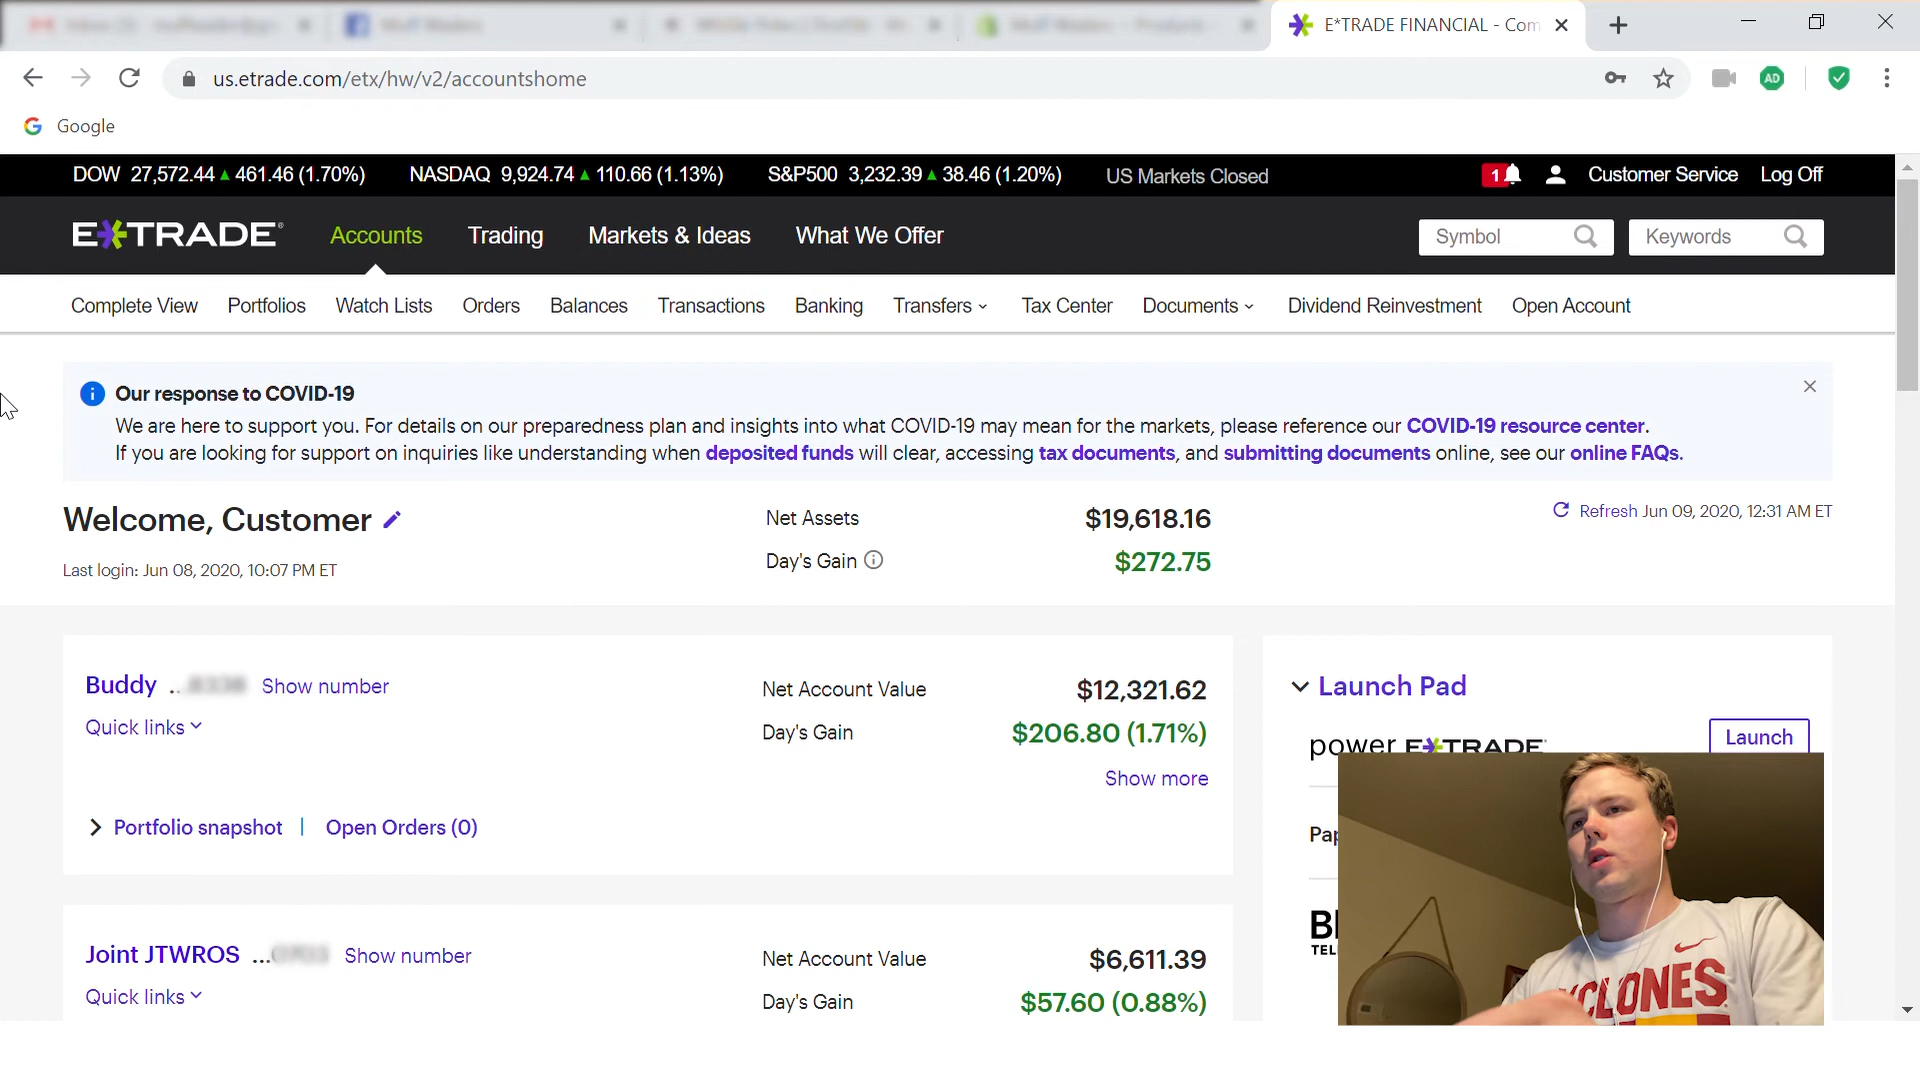 E*TRADE FINANCIAL - Com
us.etrade.com/etx/hw/v2/accountshome
AD
Google
DOW 27,572.44 ▲ 461.46 (1.70%) NASDAQ 9,924.74 ▲ 110.66 (1.13%) S&P500 3,232.39 ▲ 38.46 (1.20%) US Markets Closed 1 Customer Service Log Off
E*TRADE Accounts Trading Markets & Ideas What We Offer Symbol Keywords
Complete View Portfolios Watch Lists Orders Balances Transactions Banking Transfers Tax Center Documents Dividend Reinvestment Open Account
Our response to COVID-19
We are here to support you. For details on our preparedness plan and insights into what COVID-19 may mean for the markets, please reference our COVID-19 resource center.
If you are looking for support on inquiries like understanding when deposited funds will clear, accessing tax documents, and submitting documents online, see our online FAQs.
Welcome, Customer Net Assets $19,618.16 Refresh Jun 09, 2020, 12:31 AM ET
Day's Gain $272.75
Last login: Jun 08, 2020, 10:07 PM ET
Buddy Show number Net Account Value $12,321.62 Launch Pad
Quick links Day's Gain $206.80 (1.71%) power E*TRADE Launch
Show more
Portfolio snapshot | Open Orders (0)
Joint JTWROS ... Show number Net Account Value $6,611.39
Quick links Day's Gain $57.60 (0.88%)
CLONES